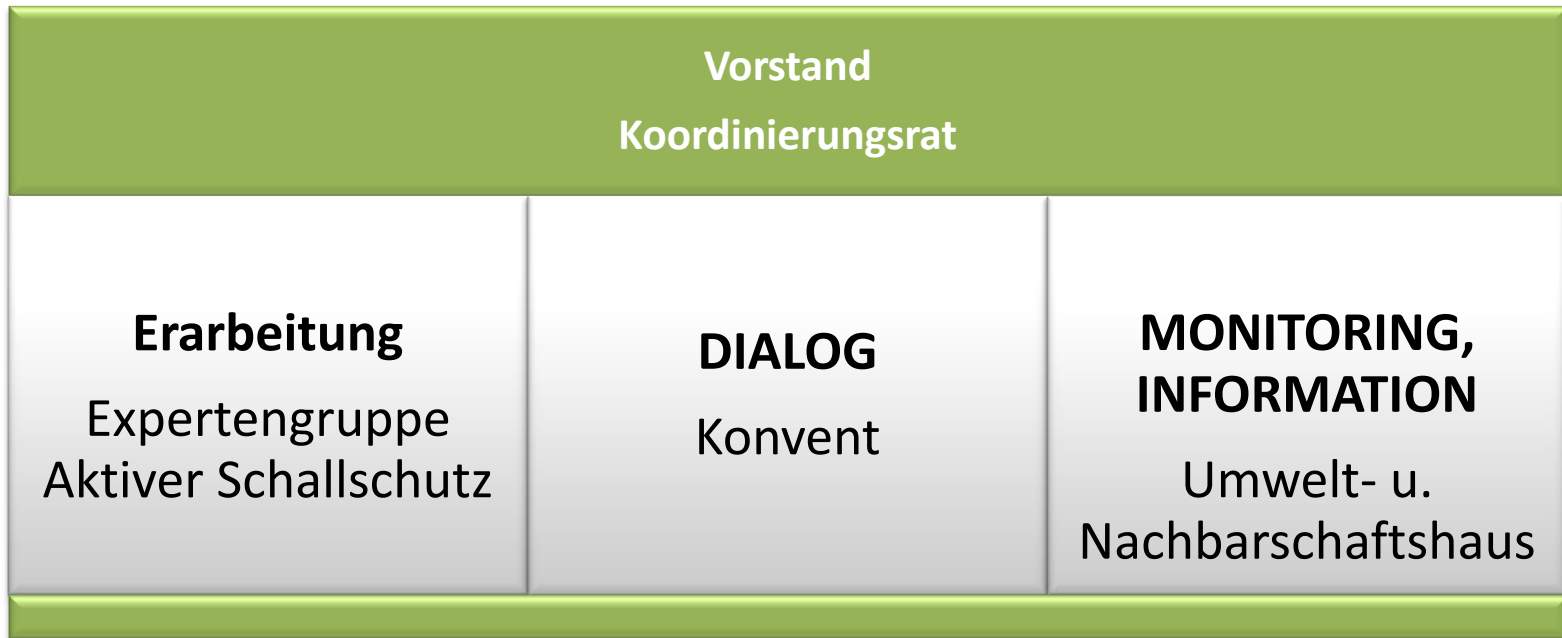 Vorstand
Koordinierungsrat
Erarbeitung
Expertengruppe
Aktiver Schallschutz
DIALOG
Konvent
MONITORING,
INFORMATION
Umwelt- u.
Nachbarschaftshaus